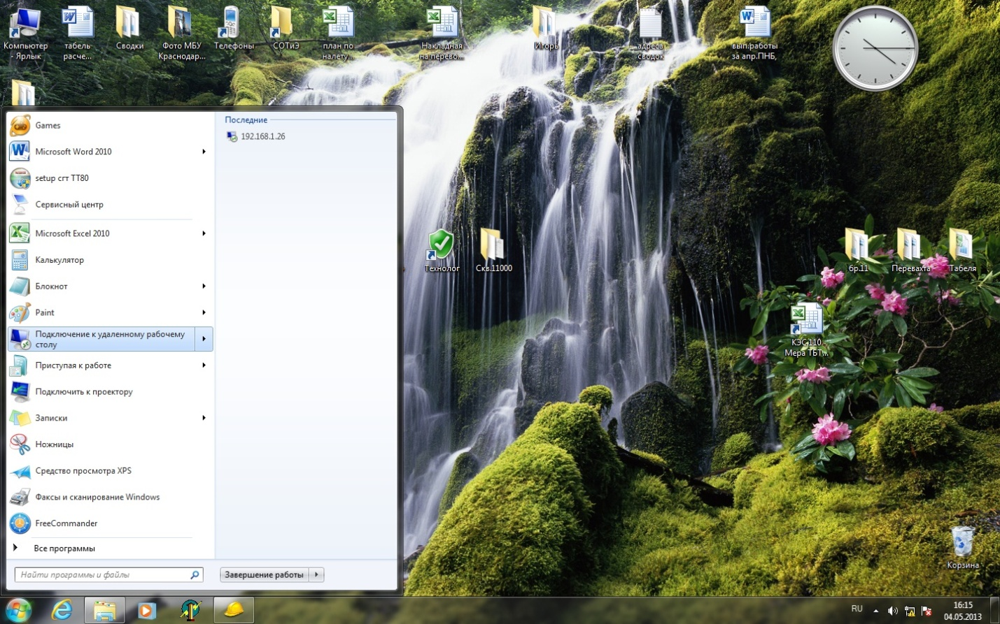 Компьютер
- Ярлык
табель
расче...
Сводки
Фото МБУ
Краснодар...
Телефоны
СОТиЭ
план по
налету...
Накладная
на перево...
Игорь
адреса
сводок
вып.работы
за апр.ПНБ,
Games
Microsoft Word 2010
setup сгт TT80
Сервисный центр
Microsoft Excel 2010
Калькулятор
Блокнот
Paint
Подключение к удаленному рабочему
столу
Приступая к работе
Подключить к проектору
Записки
Ножницы
Средство просмотра XPS
Факсы и сканирование Windows
FreeCommander
Все программы
Найти программы и файлы
Последние
192.168.1.26
Завершение работы
Технолог
Скв.11000
бр.11
Перевахта
Табеля
КЭС 110
Мера ТБТ...
Корзина
RU
16:15
04.05.2013